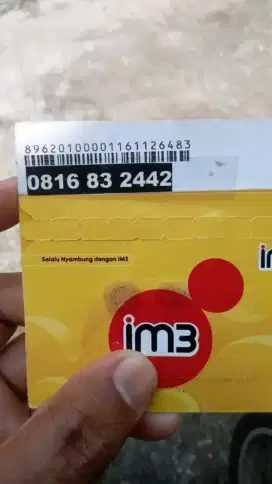 89620100001161126483
0816 83 2442
Selalu Nyambung dengan IM3
im3